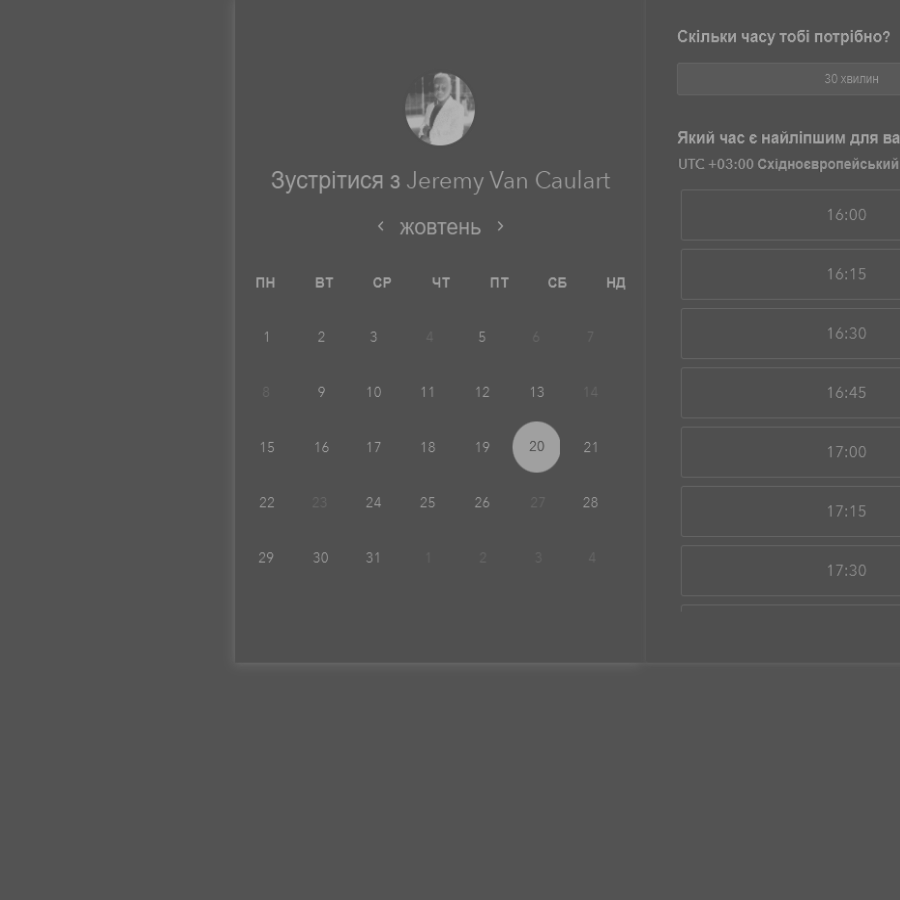 Зустрітися з Jeremy Van Caulart
‹ жовтень ›
ПН ВТ СР ЧТ ПТ СБ НД
1 2 3 4 5 6 7
8 9 10 11 12 13 14
15 16 17 18 19 20 21
22 23 24 25 26 27 28
29 30 31 1 2 3 4
Скільки часу тобі потрібно?
30 хвилин
Який час є найліпшим для ва
UTC +03:00 Східноєвропейський
16:00
16:15
16:30
16:45
17:00
17:15
17:30